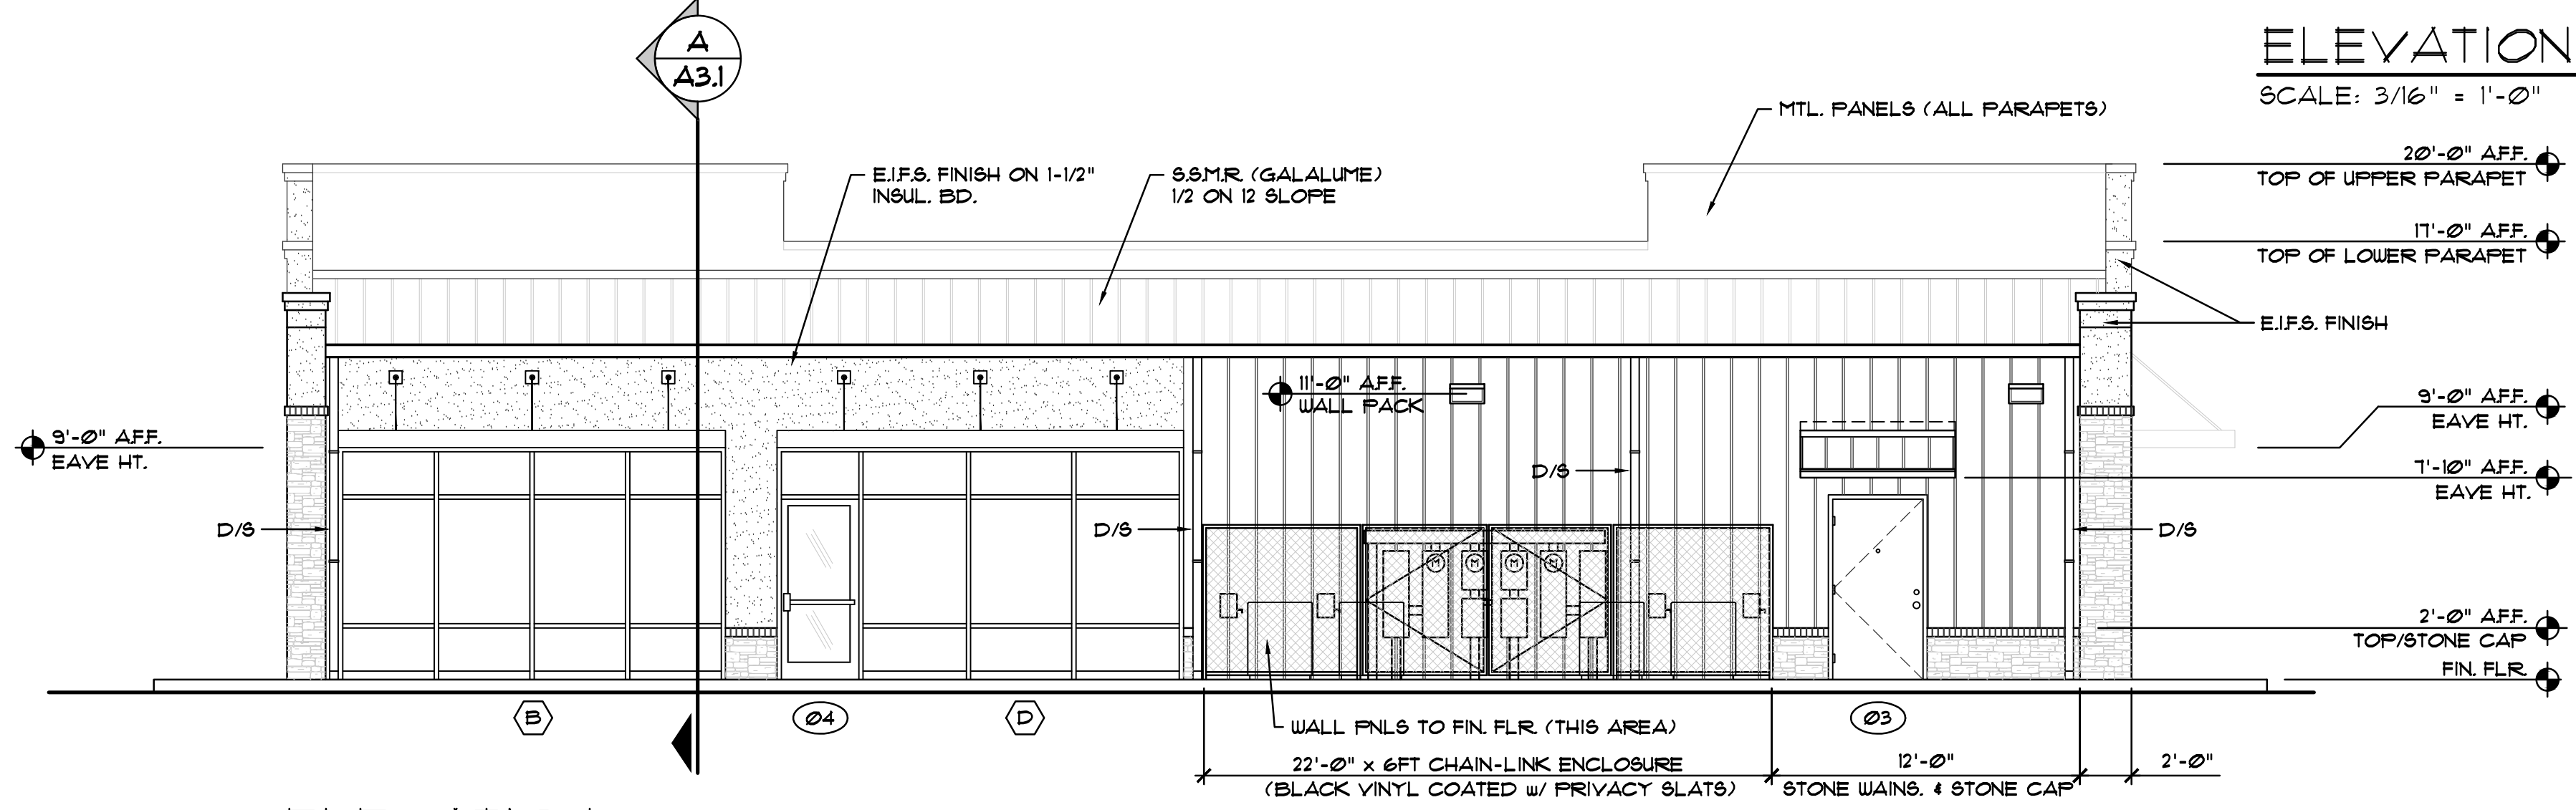 A
A3.1
ELEVATION
SCALE: 3/16" = 1'-0"
MTL. PANELS (ALL PARAPETS)
E.I.F.S. FINISH ON 1-1/2"
INSUL. BD.
S.S.M.R. (GALALUME)
1/2 ON 12 SLOPE
20'-0" A.F.F.
TOP OF UPPER PARAPET
17'-0" A.F.F.
TOP OF LOWER PARAPET
E.I.F.S. FINISH
11'-0" A.F.F.
WALL PACK
9'-0" A.F.F.
EAVE HT.
9'-0" A.F.F.
EAVE HT.
D/S
7'-10" A.F.F.
EAVE HT.
D/S
D/S
D/S
M
M
M
M
2'-0" A.F.F.
TOP/STONE CAP
FIN. FLR.
B
04
D
03
WALL PNLS TO FIN. FLR. (THIS AREA)
22'-0" x 6FT CHAIN-LINK ENCLOSURE
(BLACK VINYL COATED w/ PRIVACY SLATS)
12'-0"
STONE WAINS. & STONE CAP
2'-0"